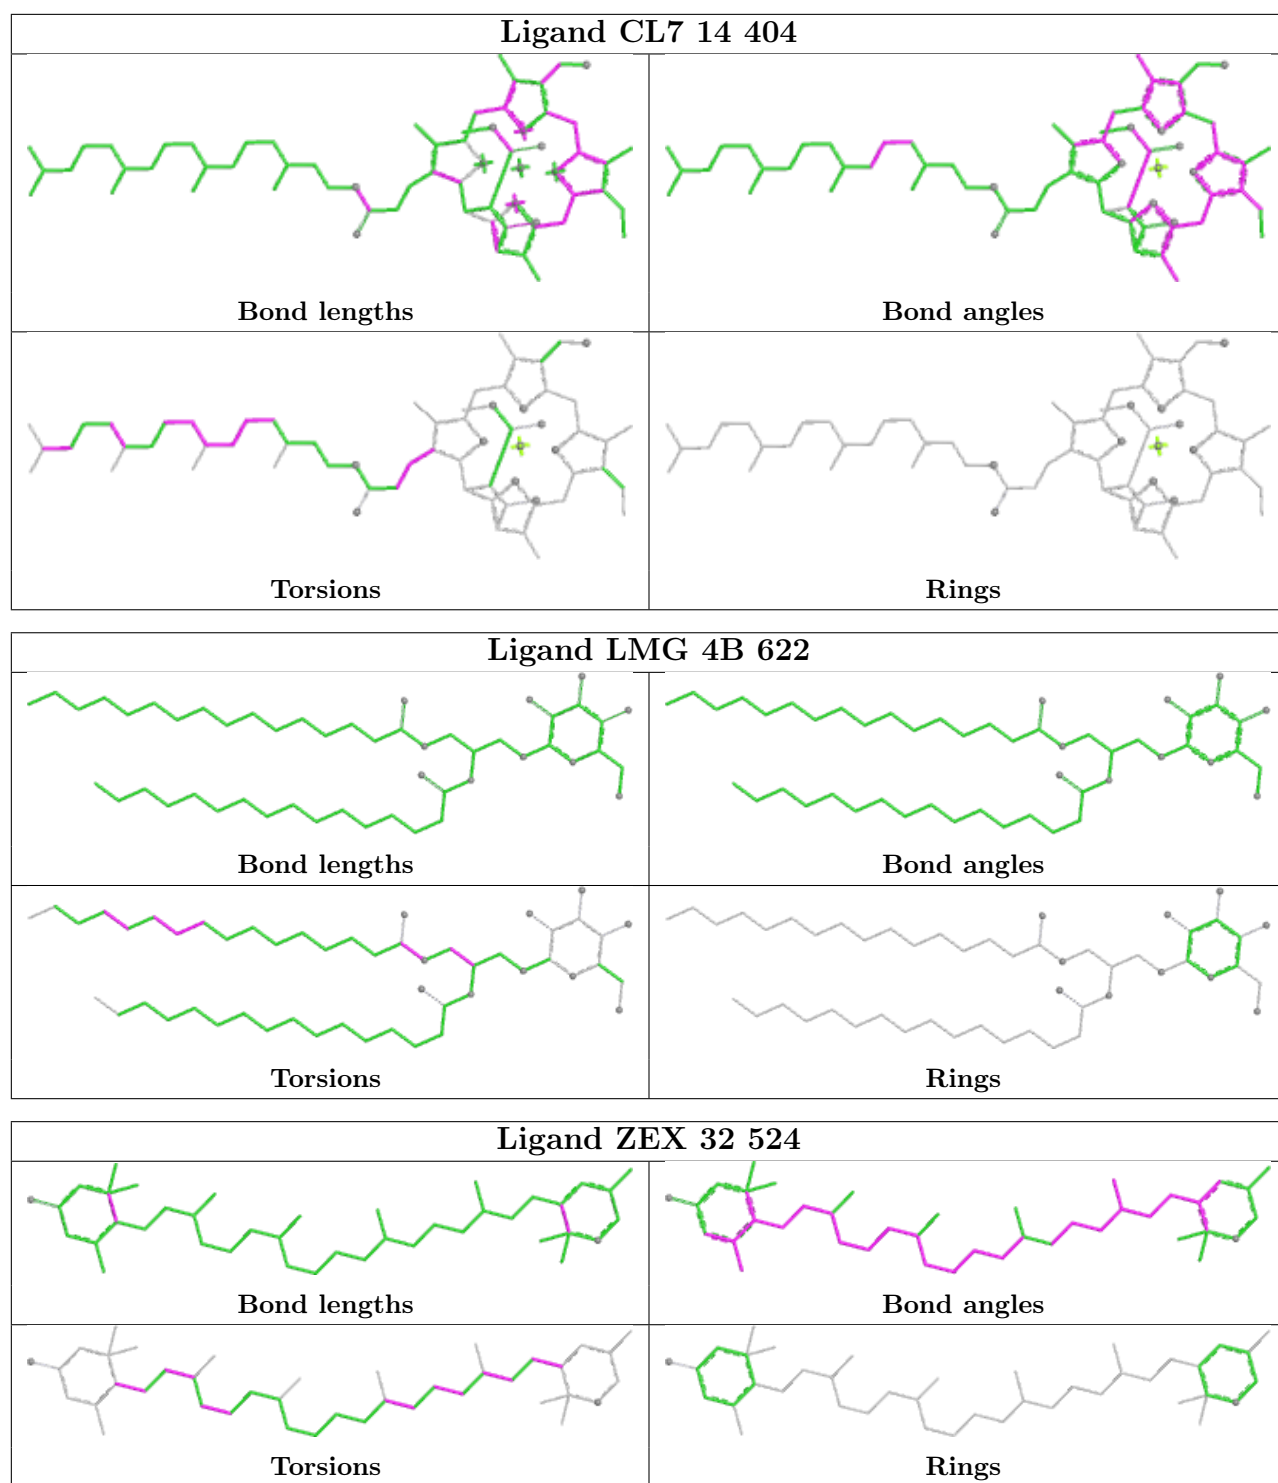 Ligand CL7 14 404
Bond lengths
Bond angles
Torsions
Rings
Ligand LMG 4B 622
Bond lengths
Bond angles
Torsions
Rings
Ligand ZEX 32 524
Bond lengths
Bond angles
Torsions
Rings